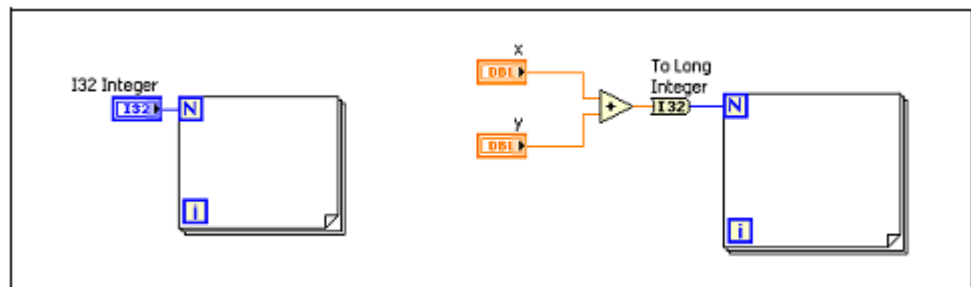 I32 Integer
I32
N
i
x
DBL
y
DBL
To Long
Integer
I32
N
i